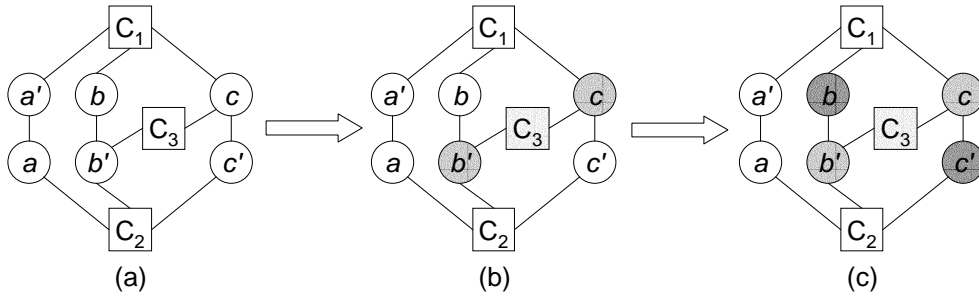 C1 C1 C1
a' b c a' b c a' b c
C3 C3 C3
a b' c' a b' c' a b' c'
C2 C2 C2
(a) (b) (c)